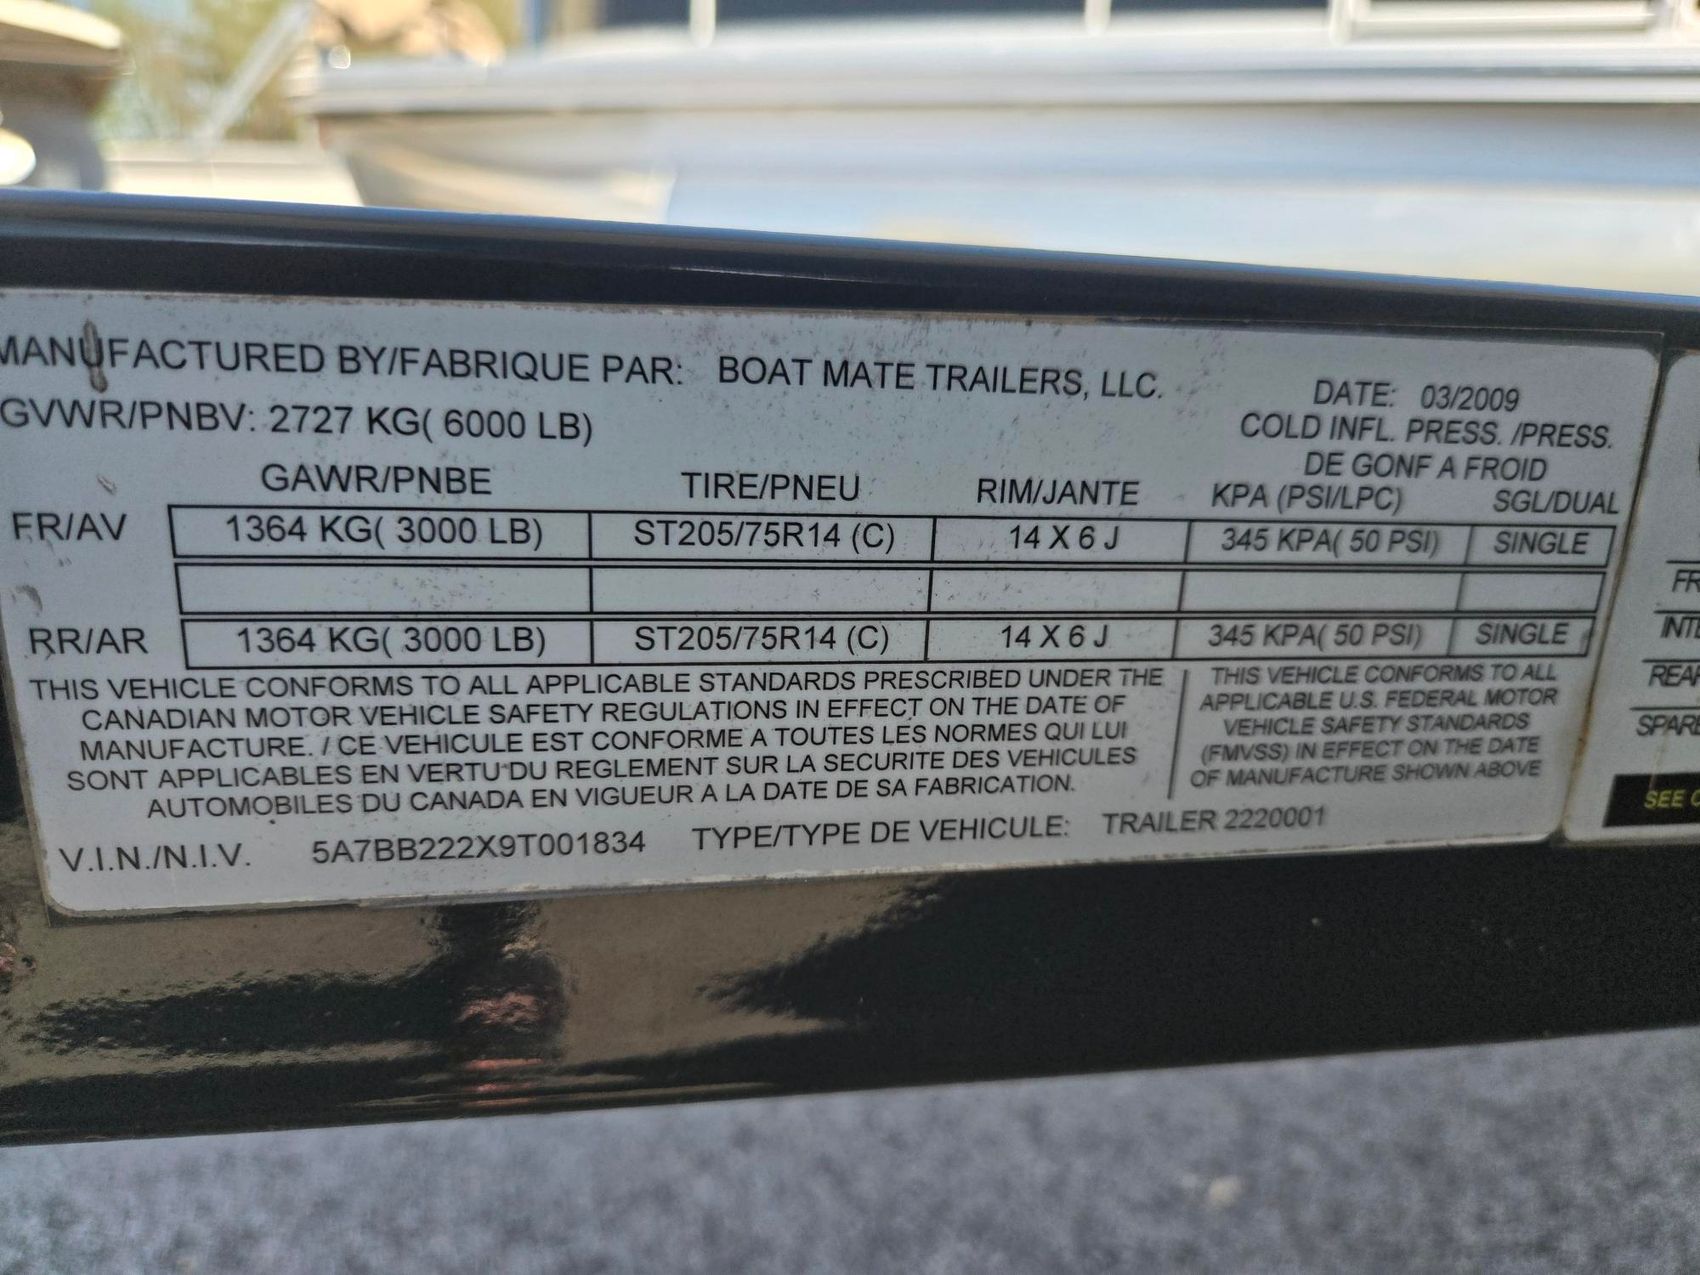 MANUFACTURED BY/FABRIQUE PAR: BOAT MATE TRAILERS, LLC.
DATE: 03/2009
GVWR/PNBV: 2727 KG( 6000 LB)
COLD INFL. PRESS. /PRESS.
DE GONF A FROID
GAWR/PNBE TIRE/PNEU RIM/JANTE KPA (PSI/LPC) SGL/DUAL
FR/AV 1364 KG( 3000 LB) ST205/75R14 (C) 14 X 6 J 345 KPA( 50 PSI) SINGLE
RR/AR 1364 KG( 3000 LB) ST205/75R14 (C) 14 X 6 J 345 KPA( 50 PSI) SINGLE
THIS VEHICLE CONFORMS TO ALL APPLICABLE STANDARDS PRESCRIBED UNDER THE
CANADIAN MOTOR VEHICLE SAFETY REGULATIONS IN EFFECT ON THE DATE OF
MANUFACTURE. / CE VEHICULE EST CONFORME A TOUTES LES NORMES QUI LUI
SONT APPLICABLES EN VERTU DU REGLEMENT SUR LA SECURITE DES VEHICULES
AUTOMOBILES DU CANADA EN VIGUEUR A LA DATE DE SA FABRICATION.
THIS VEHICLE CONFORMS TO ALL
APPLICABLE U.S. FEDERAL MOTOR
VEHICLE SAFETY STANDARDS
(FMVSS) IN EFFECT ON THE DATE
OF MANUFACTURE SHOWN ABOVE
V.I.N./N.I.V. 5A7BB222X9T001834 TYPE/TYPE DE VEHICULE: TRAILER 2220001
FR
INTE
REAR
SPARE
SEE